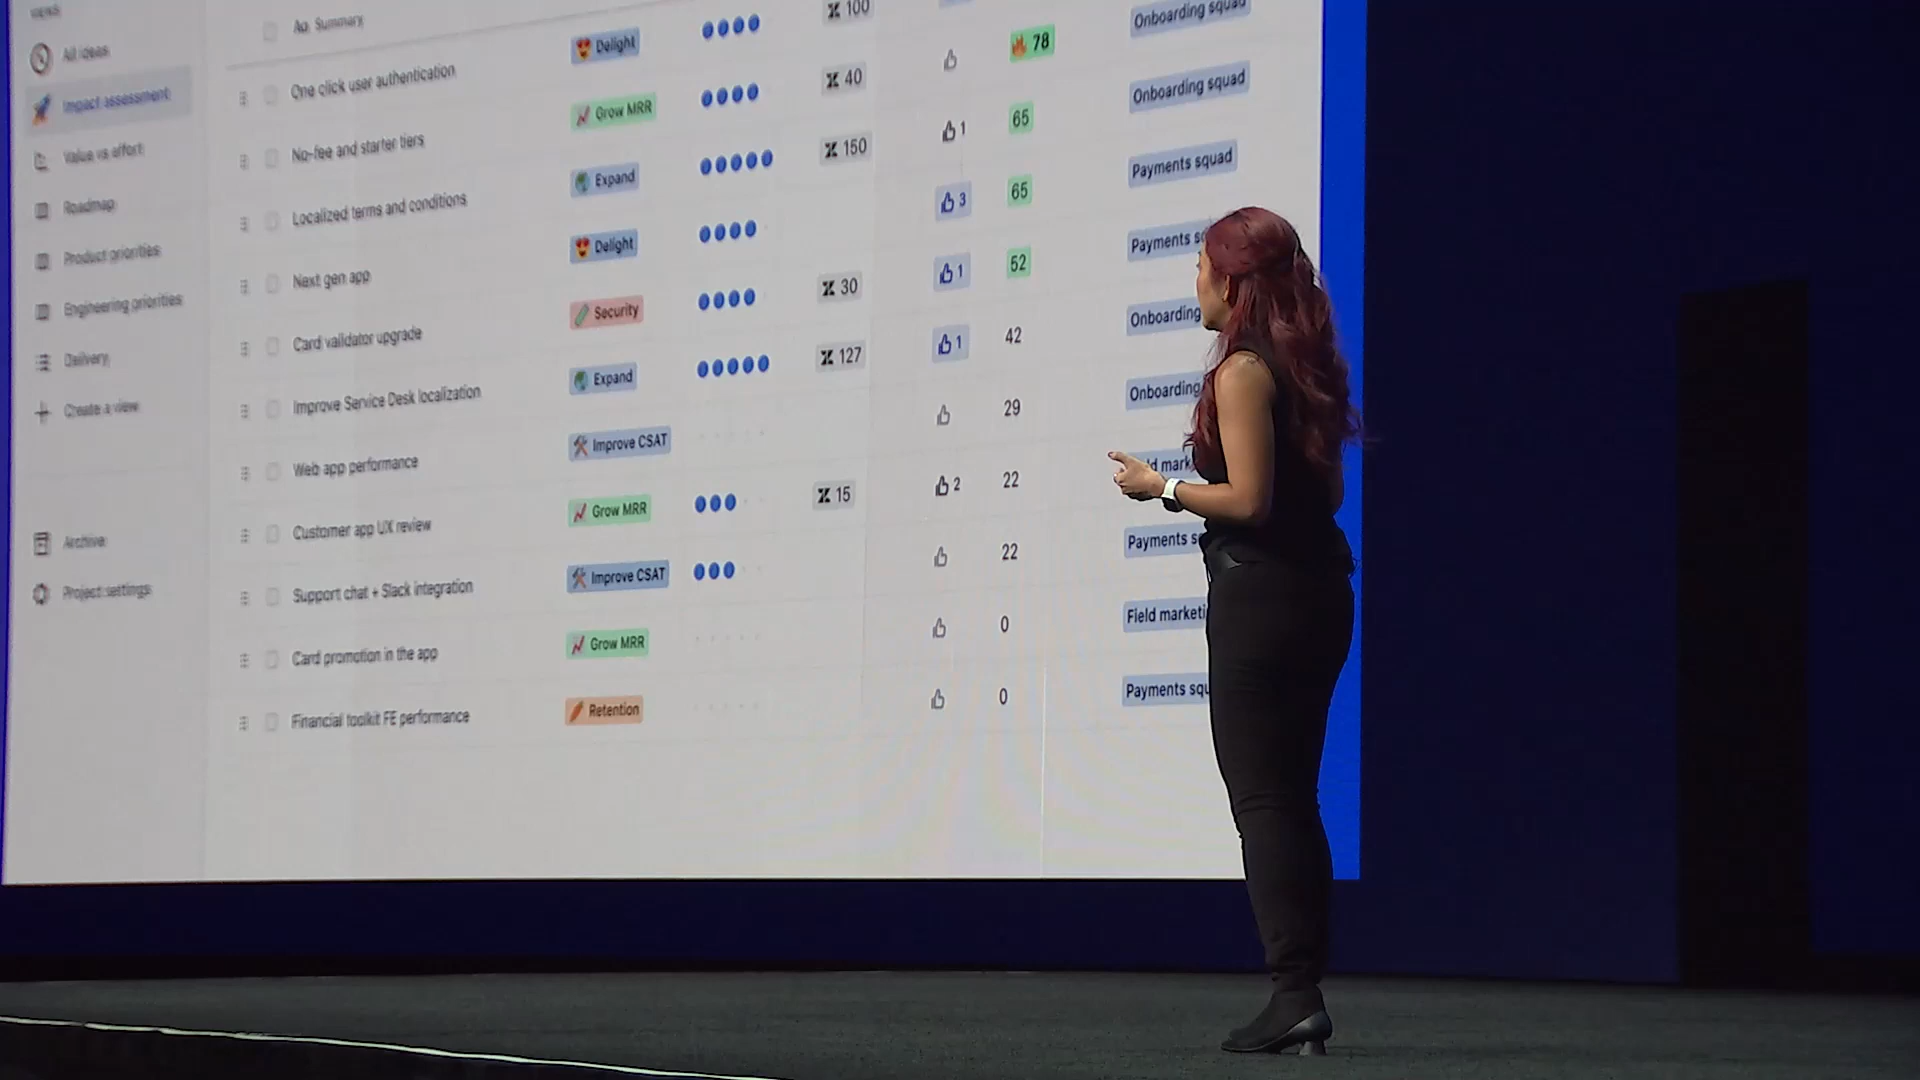 VIEWS
All ideas
Impact assessment
Value vs effort
Roadmap
Product priorities
Engineering priorities
Delivery
Create a view
Archive
Project settings
Aa Summary
Delight 100 Onboarding squad
One click user authentication Grow MRR 40 78 Onboarding squad
No-fee and starter tiers Expand 150 1 65 Payments squad
Localized terms and conditions Delight 3 65 Payments
Next gen app Security 30 1 52 Onboarding
Card validator upgrade Expand 127 1 42 Onboarding
Improve Service Desk localization Improve CSAT 29
Web app performance Grow MRR 15 2 22 Payments
Customer app UX review Improve CSAT 22 Field
Support chat + Slack integration Grow MRR 0 Payments
Card promotion in the app Retention 0
Financial toolkit FE performance